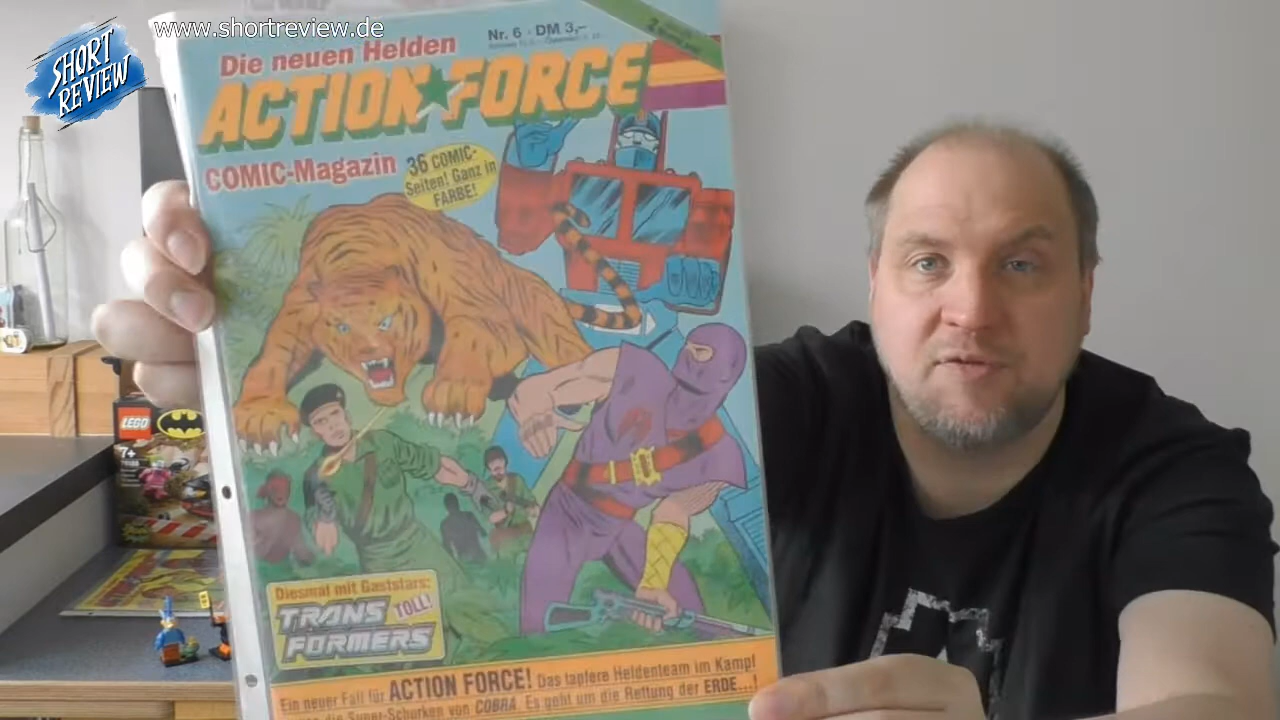 www.shortreview.de
SHORT
REVIEW
Nr. 6 · DM 3,–
Die neuen Helden
ACTION FORCE
COMIC-Magazin
36 COMIC-
Seiten! Ganz in
FARBE!
LEGO
7+
Diesmal mit Gaststars:
TRANS
FORMERS
TOLL!
Ein neuer Fall für ACTION FORCE! Das tapfere Heldenteam im Kampf
die Super-Schurken von COBRA. Es geht um die Rettung der ERDE...!